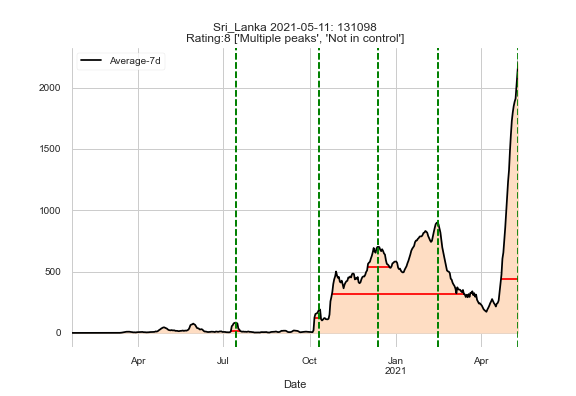 Sri_Lanka 2021-05-11: 131098
Rating:8 ['Multiple peaks', 'Not in control']
Average-7d
2000
1500
1000
500
0
Apr
Jul
Oct
Jan
2021
Apr
Date